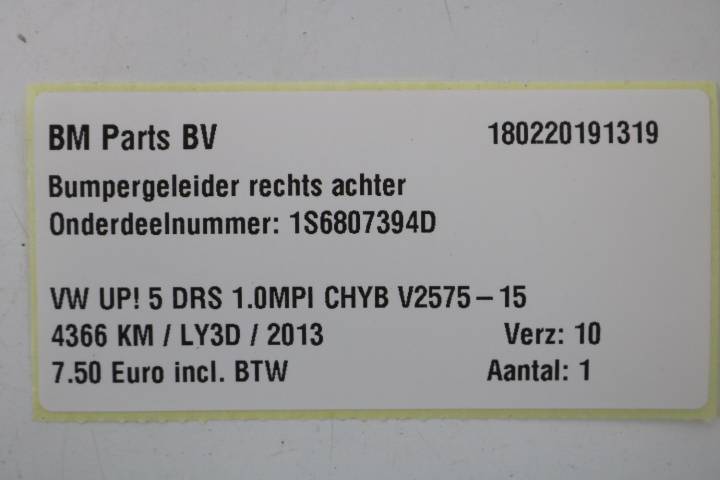 BM Parts BV 180220191319
Bumpergeleider rechts achter
Onderdeelnummer: 1S6807394D
VW UP! 5 DRS 1.0MPI CHYB V2575-15
4366 KM / LY3D / 2013 Verz: 10
7.50 Euro incl. BTW Aantal: 1